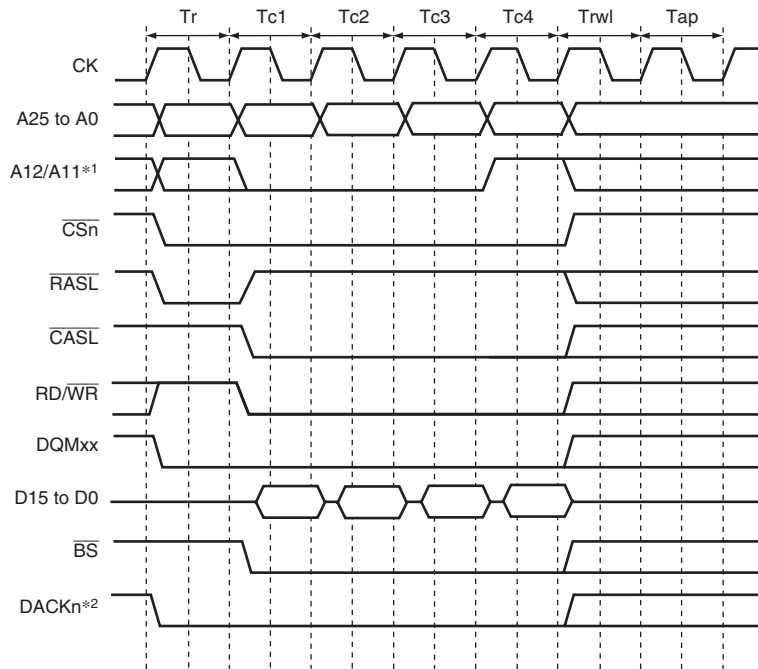 Tr Tc1 Tc2 Tc3 Tc4 Trwl Tap
CK
A25 to A0
A12/A11*1
CSn
RASL
CASL
RD/WR
DQMxx
D15 to D0
BS
DACKn*2